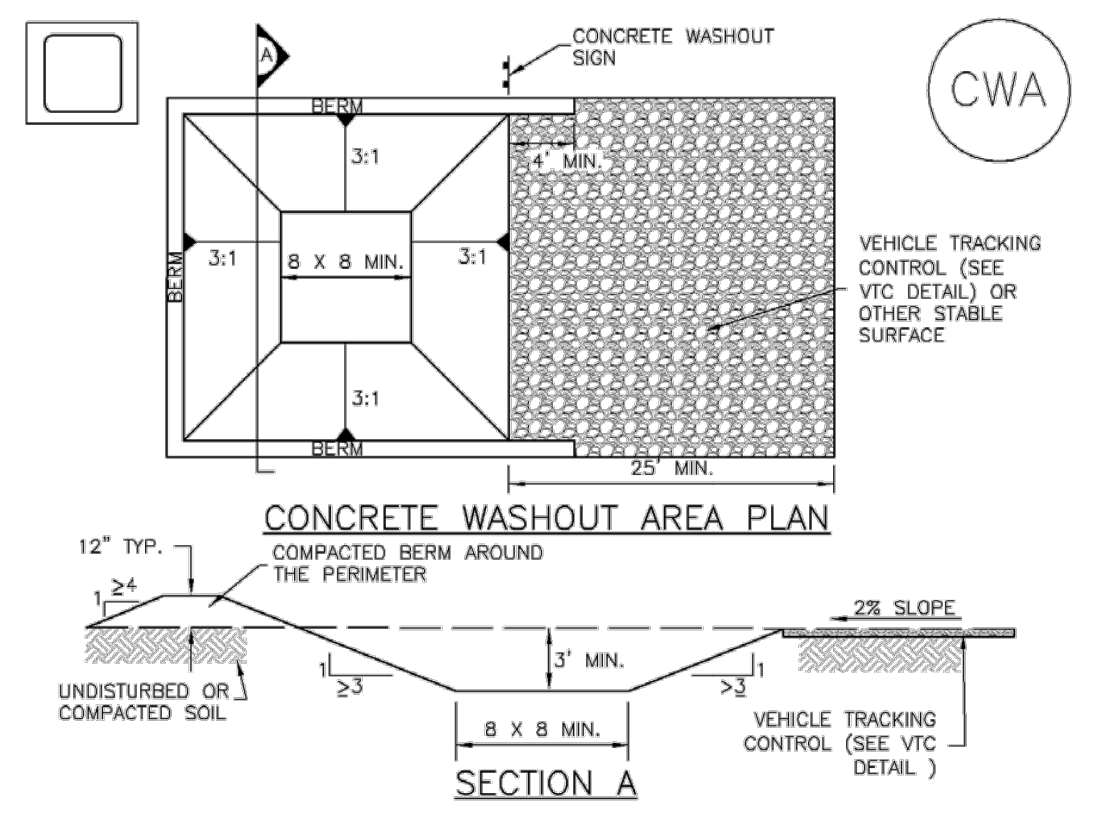 A
CONCRETE WASHOUT
SIGN
CWA
BERM
3:1
4' MIN.
VEHICLE TRACKING
CONTROL (SEE
VTC DETAIL) OR
OTHER STABLE
SURFACE
BERM
3:1
8 X 8 MIN.
3:1
3:1
BERM
25' MIN.
CONCRETE WASHOUT AREA PLAN
12" TYP.
COMPACTED BERM AROUND
THE PERIMETER
1
≥4
2% SLOPE
3' MIN.
1
≥3
1
≥3
UNDISTURBED OR
COMPACTED SOIL
8 X 8 MIN.
VEHICLE TRACKING
CONTROL (SEE VTC
DETAIL )
SECTION A